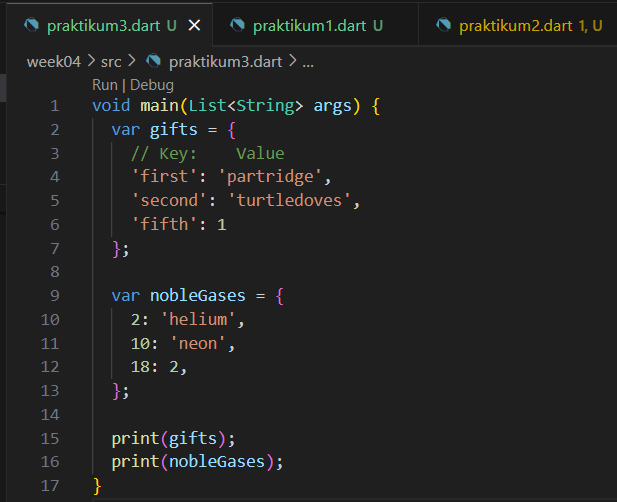 praktikum3.dart U × praktikum1.dart U praktikum2.dart 1, U
week04 > src > praktikum3.dart > ...
Run | Debug
1 void main(List<String> args) {
2   var gifts = {
3     // Key:    Value
4     'first': 'partridge',
5     'second': 'turtledoves',
6     'fifth': 1
7   };
8
9   var nobleGases = {
10     2: 'helium',
11     10: 'neon',
12     18: 2,
13   };
14
15   print(gifts);
16   print(nobleGases);
17 }